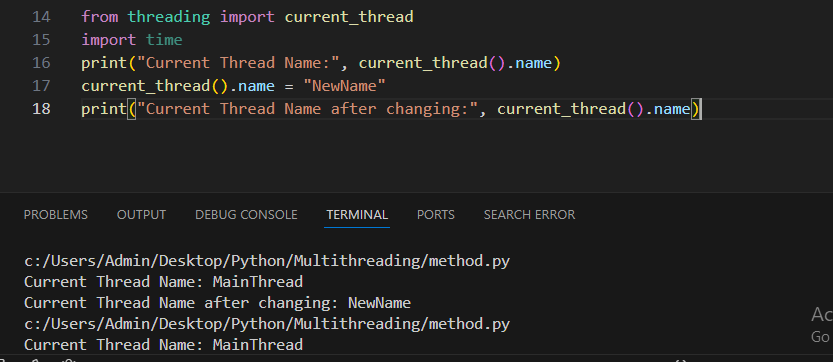 14 from threading import current_thread
15 import time
16 print("Current Thread Name:", current_thread().name)
17 current_thread().name = "NewName"
18 print("Current Thread Name after changing:", current_thread().name)
PROBLEMS OUTPUT DEBUG CONSOLE TERMINAL PORTS SEARCH ERROR
c:/Users/Admin/Desktop/Python/Multithreading/method.py
Current Thread Name: MainThread
Current Thread Name after changing: NewName
c:/Users/Admin/Desktop/Python/Multithreading/method.py
Current Thread Name: MainThread
Ac
Go